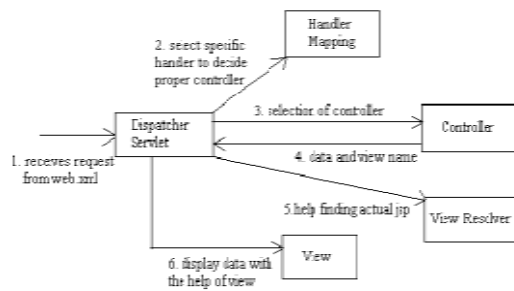 Handler
Mapping
2. seect specific
hander to decide
proper controller
3. selection of controller
Dispatcher
Servlet
Controller
1. receves request
from web.xml
4. data and view name
5.help finding actual jsp
View Resolver
6. display data with
the help of view
View